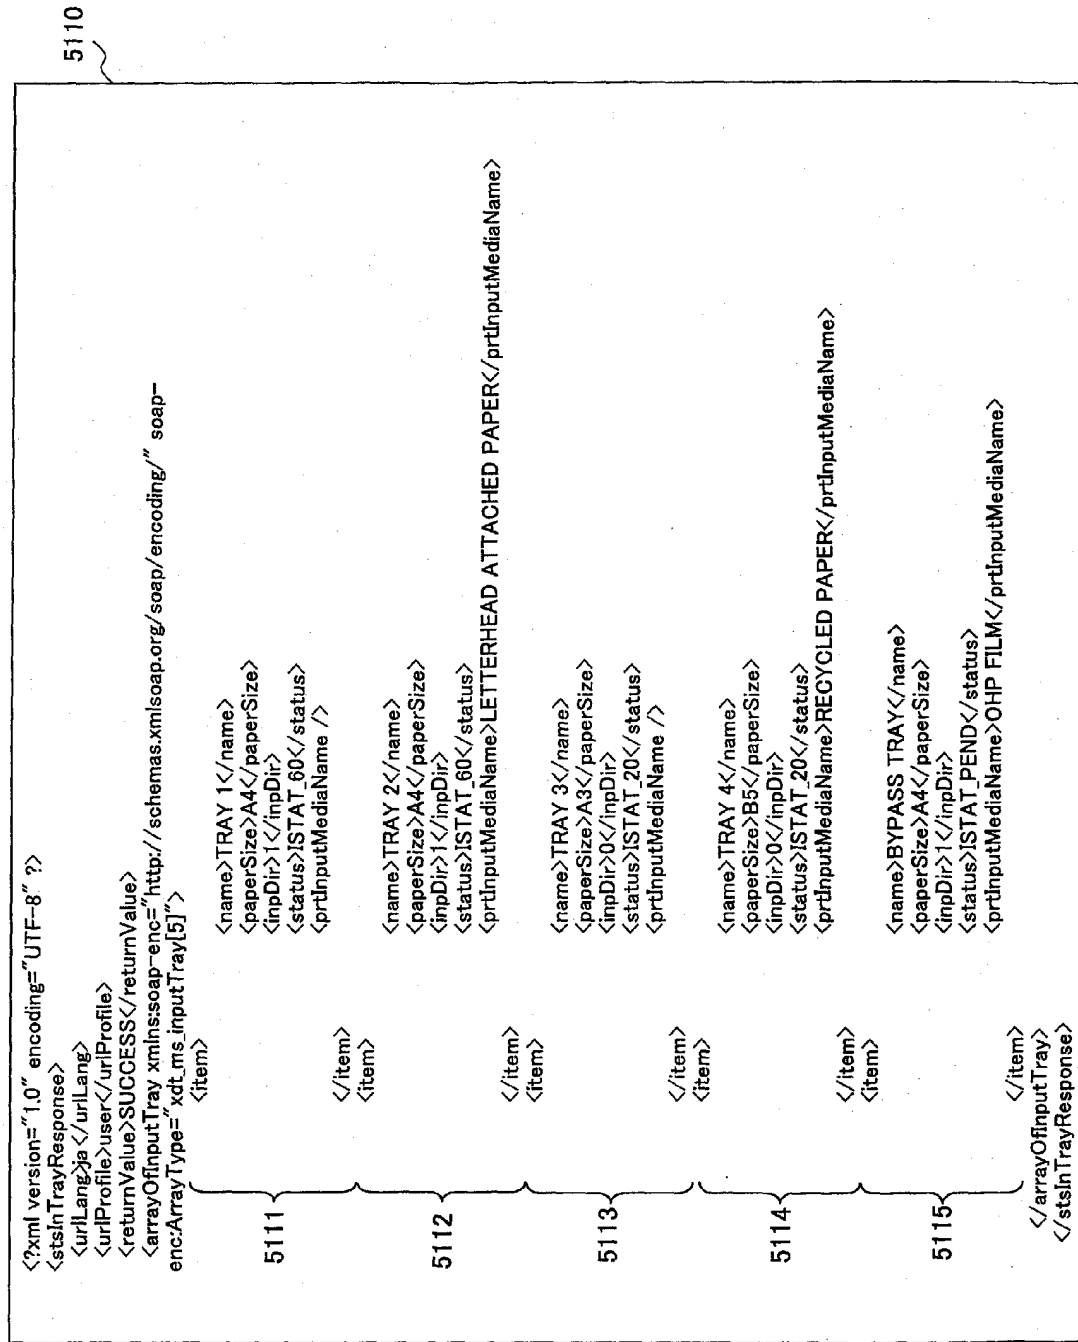 5110
<?xml version="1.0" encoding="UTF-8" ?>
<stsInTrayResponse>
<urlLang>ja</urlLang>
<urlProfile>user</urlProfile>
<returnValue>SUCCESS</returnValue>
<arrayOfInputTray xmlns:soap-enc="http://schemas.xmlsoap.org/soap/encoding/" soap-
enc:ArrayType="xdt_ms_inputTray[5]">
5111
<item>
<name>TRAY 1</name>
<paperSize>A4</paperSize>
<inpDir>1</inpDir>
<status>ISTAT_60</status>
<prtInputMediaName />
</item>
5112
<item>
<name>TRAY 2</name>
<paperSize>A4</paperSize>
<inpDir>1</inpDir>
<status>ISTAT_60</status>
<prtInputMediaName>LETTERHEAD ATTACHED PAPER</prtInputMediaName>
</item>
5113
<item>
<name>TRAY 3</name>
<paperSize>A3</paperSize>
<inpDir>0</inpDir>
<status>ISTAT_20</status>
<prtInputMediaName />
</item>
5114
<item>
<name>TRAY 4</name>
<paperSize>B5</paperSize>
<inpDir>0</inpDir>
<status>ISTAT_20</status>
<prtInputMediaName>RECYCLED PAPER</prtInputMediaName>
</item>
5115
<item>
<name>BYPASS TRAY</name>
<paperSize>A4</paperSize>
<inpDir>1</inpDir>
<status>ISTAT_PEND</status>
<prtInputMediaName>OHP FILM</prtInputMediaName>
</item>
</arrayOfInputTray>
</stsInTrayResponse>